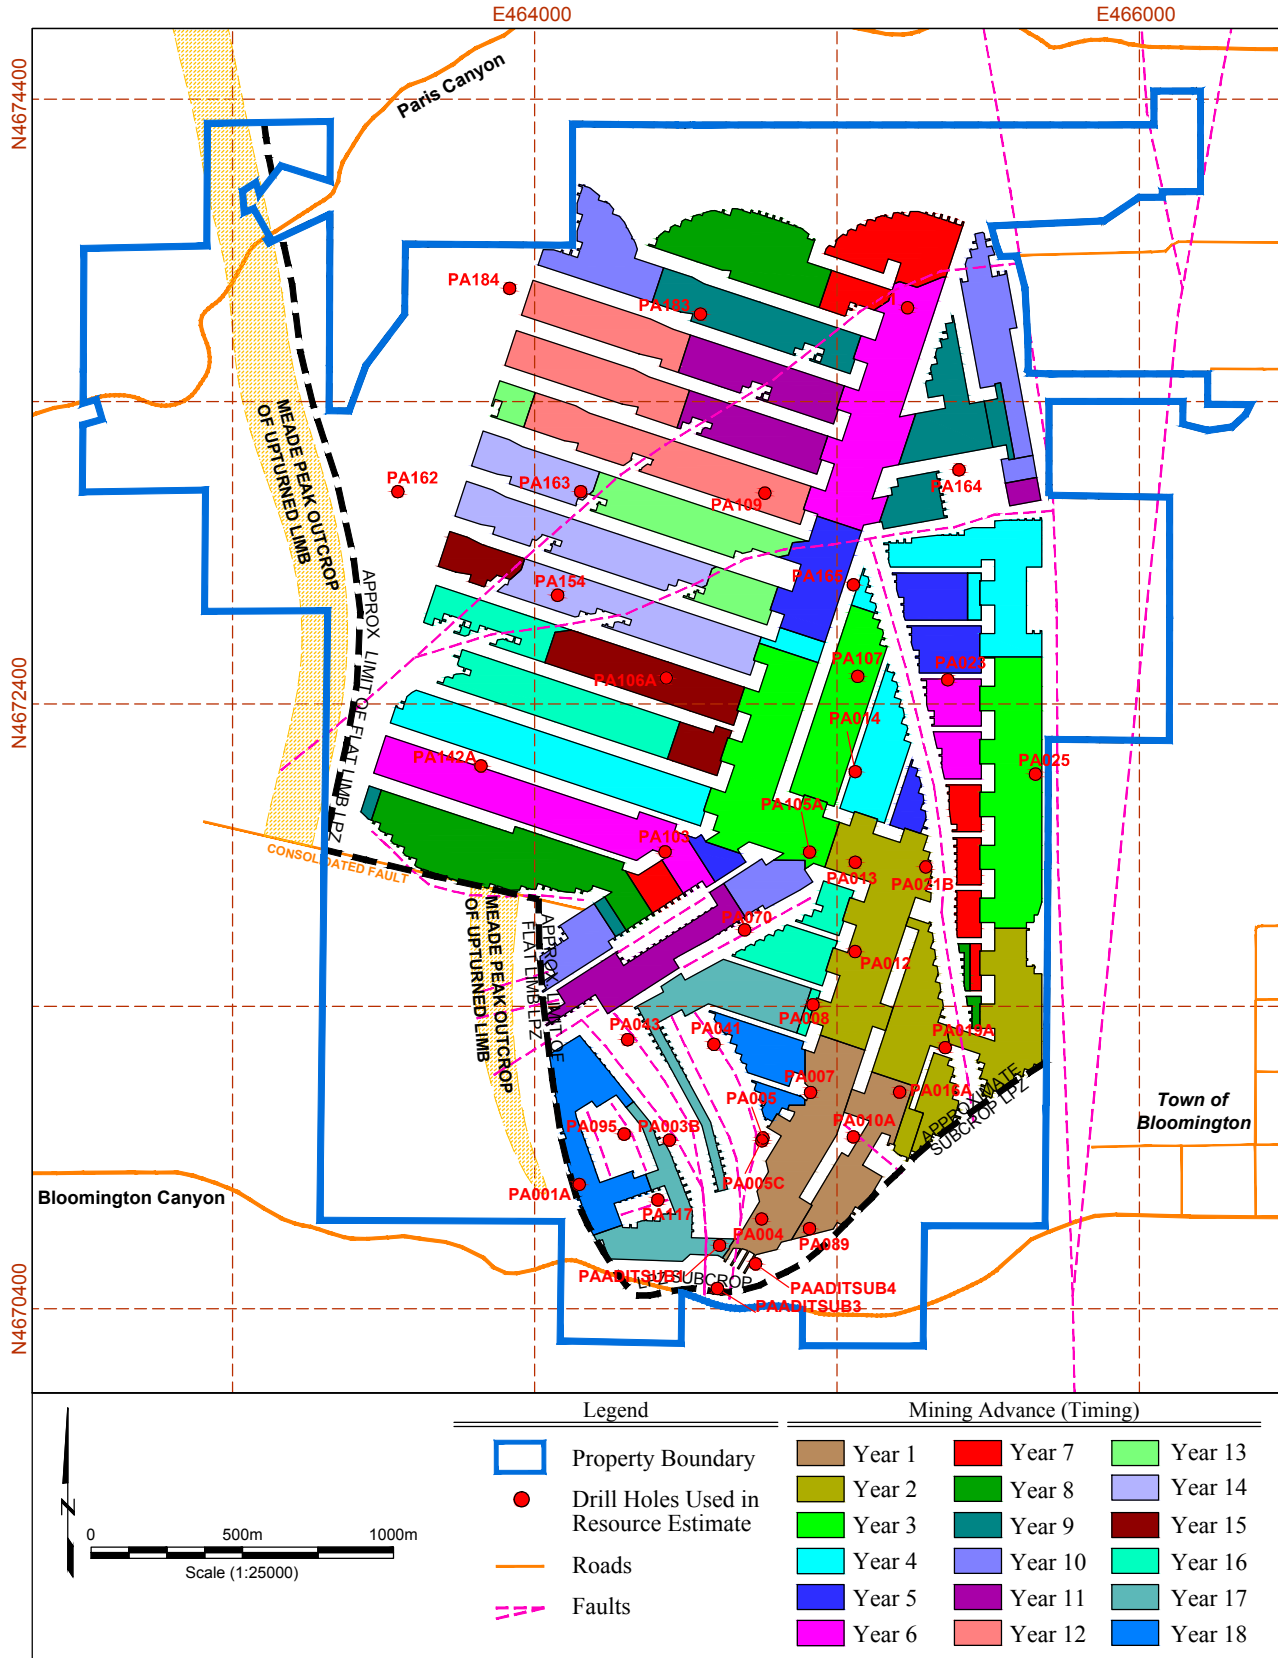 E464000
E466000
N4674400
Paris Canyon
PA184
PA183
MEADE PEAK OUTCROP
OF UPTURNED LIMB
PA162
PA163
PA109
PA164
APPROX LIMIT OF FLAT LIMB LPZ
PA154
PA165
N4672400
PA106A
PA107
PA023
PA014
PA142A
PA025
PA105A
CONSOLIDATED FAULT
PA103
PA013
PA021B
MEADE PEAK OUTCROP
OF UPTURNED LIMB
APPROX LIMIT OF
FLAT LIMB LPZ
PA070
PA012
PA008
PA043
PA041
PA019A
PA007
PA005
PA016A
APPROXIMATE
SUBCROP LPZ
Town of
Bloomington
PA095
PA003B
PA010A
Bloomington Canyon
PA001A
PA005C
PA117
PA004
PA089
PAADITSUB1
LPZ SUBCROP
PAADITSUB4
PAADITSUB3
N4670400
Legend
Property Boundary
Drill Holes Used in
Resource Estimate
Roads
Faults
Mining Advance (Timing)
Year 1
Year 2
Year 3
Year 4
Year 5
Year 6
Year 7
Year 8
Year 9
Year 10
Year 11
Year 12
Year 13
Year 14
Year 15
Year 16
Year 17
Year 18
N
0
500m
1000m
Scale (1:25000)